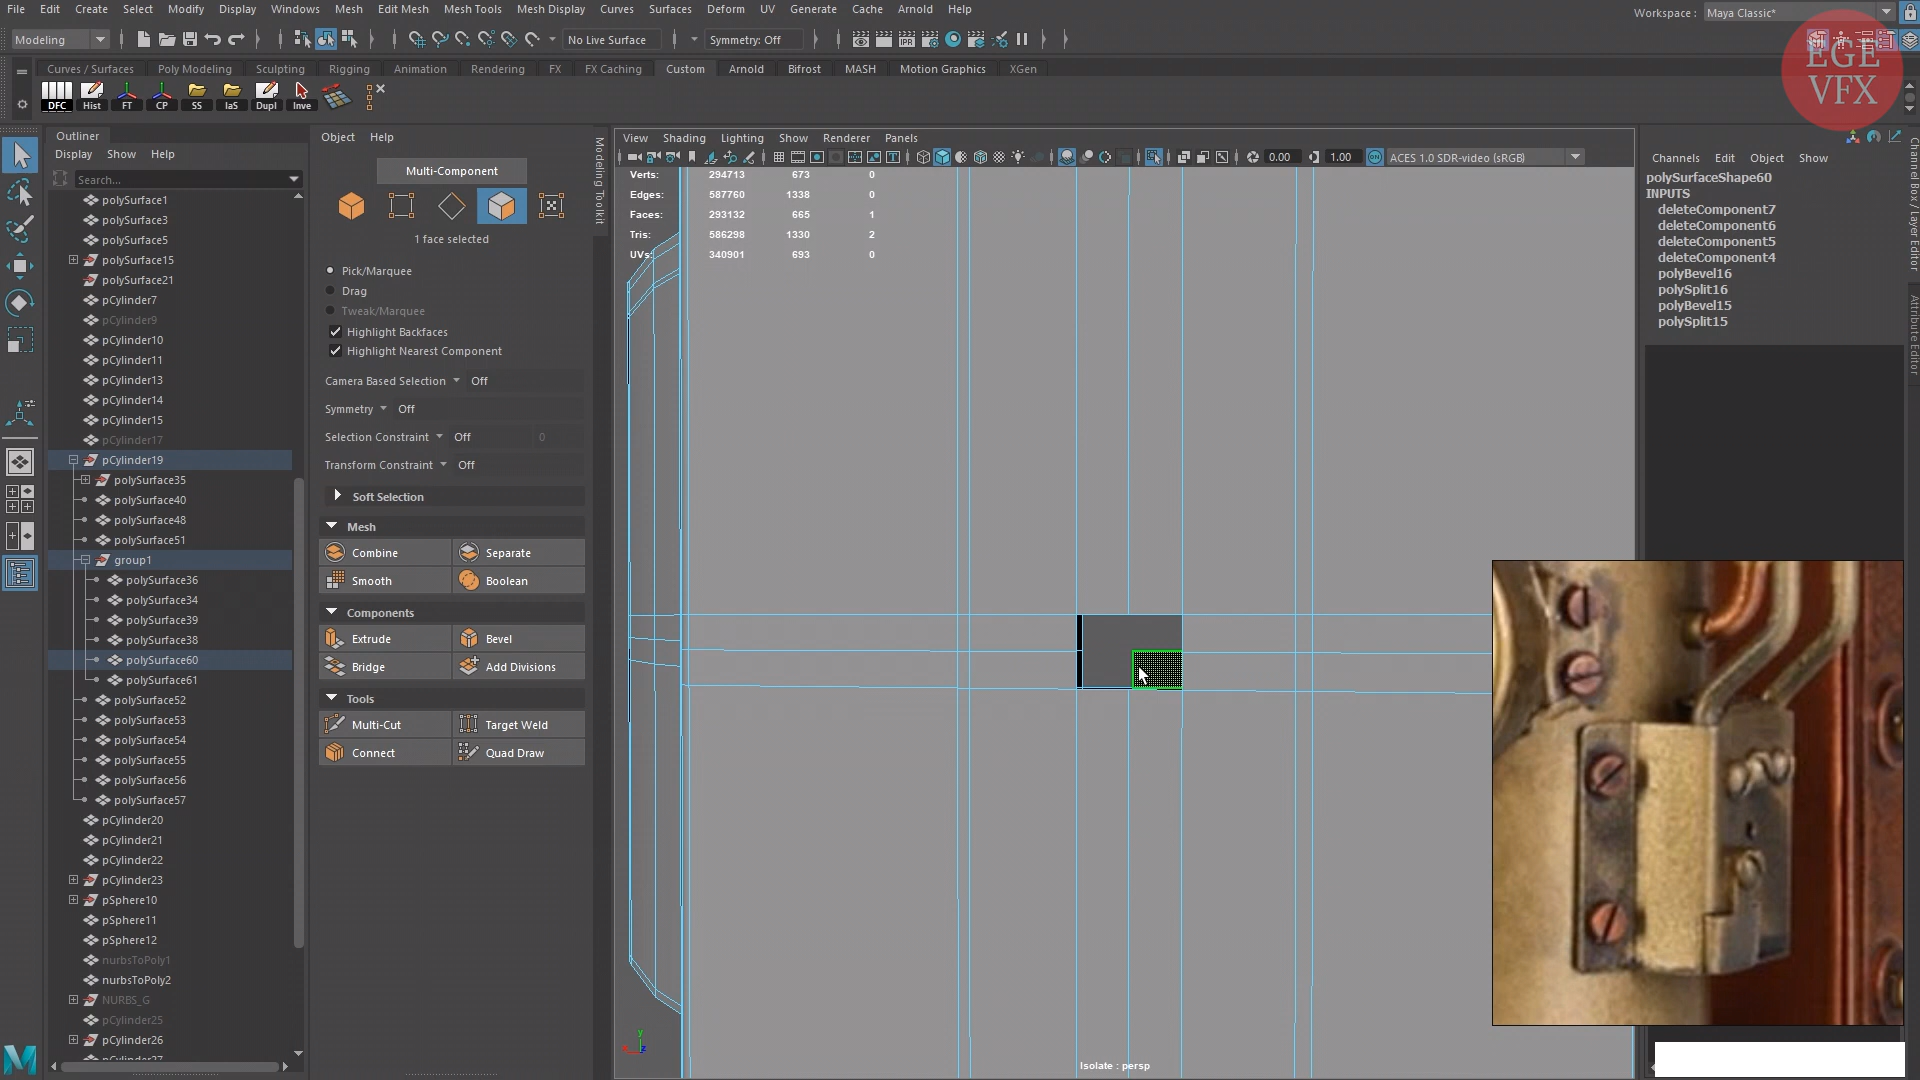 File Edit Create Select Modify Display Windows Mesh Edit Mesh Mesh Tools Mesh Display Curves Surfaces Deform UV Generate Cache Arnold Help
Workspace : Maya Classic*
Modeling
No Live Surface
Symmetry: Off
EGE
VFX
Curves / Surfaces Poly Modeling Sculpting Rigging Animation Rendering FX FX Caching Custom Arnold Bifrost MASH Motion Graphics XGen
DFC Hist FT CP SS IaS Dupl Inve
IPR
Outliner
Display Show Help
Search...
polySurface1
polySurface3
polySurface5
polySurface15
polySurface21
pCylinder7
pCylinder9
pCylinder10
pCylinder11
pCylinder13
pCylinder14
pCylinder15
pCylinder17
pCylinder19
polySurface35
polySurface40
polySurface48
polySurface51
group1
polySurface36
polySurface34
polySurface39
polySurface38
polySurface60
polySurface61
polySurface52
polySurface53
polySurface54
polySurface55
polySurface56
polySurface57
pCylinder20
pCylinder21
pCylinder22
pCylinder23
pSphere10
pSphere11
pSphere12
nurbsToPoly1
nurbsToPoly2
NURBS_G
pCylinder25
pCylinder26
pCylinder27
Object Help
Multi-Component
1 face selected
Pick/Marquee
Drag
Tweak/Marquee
Highlight Backfaces
Highlight Nearest Component
Camera Based Selection Off
Symmetry Off
Selection Constraint Off 0
Transform Constraint Off
Soft Selection
Mesh
Combine Separate
Smooth Boolean
Components
Extrude Bevel
Bridge Add Divisions
Tools
Multi-Cut Target Weld
Connect Quad Draw
Modeling Toolkit
View Shading Lighting Show Renderer Panels
0.00 1.00 ON ACES 1.0 SDR-video (sRGB)
Verts: 294713 673 0
Edges: 587760 1338 0
Faces: 293132 665 1
Tris: 586298 1330 2
UVs: 340901 693 0
y
z
Isolate : persp
Channels Edit Object Show
polySurfaceShape60
INPUTS
deleteComponent7
deleteComponent6
deleteComponent5
deleteComponent4
polyBevel16
polySplit16
polyBevel15
polySplit15
Channel Box / Layer Editor
Attribute Editor